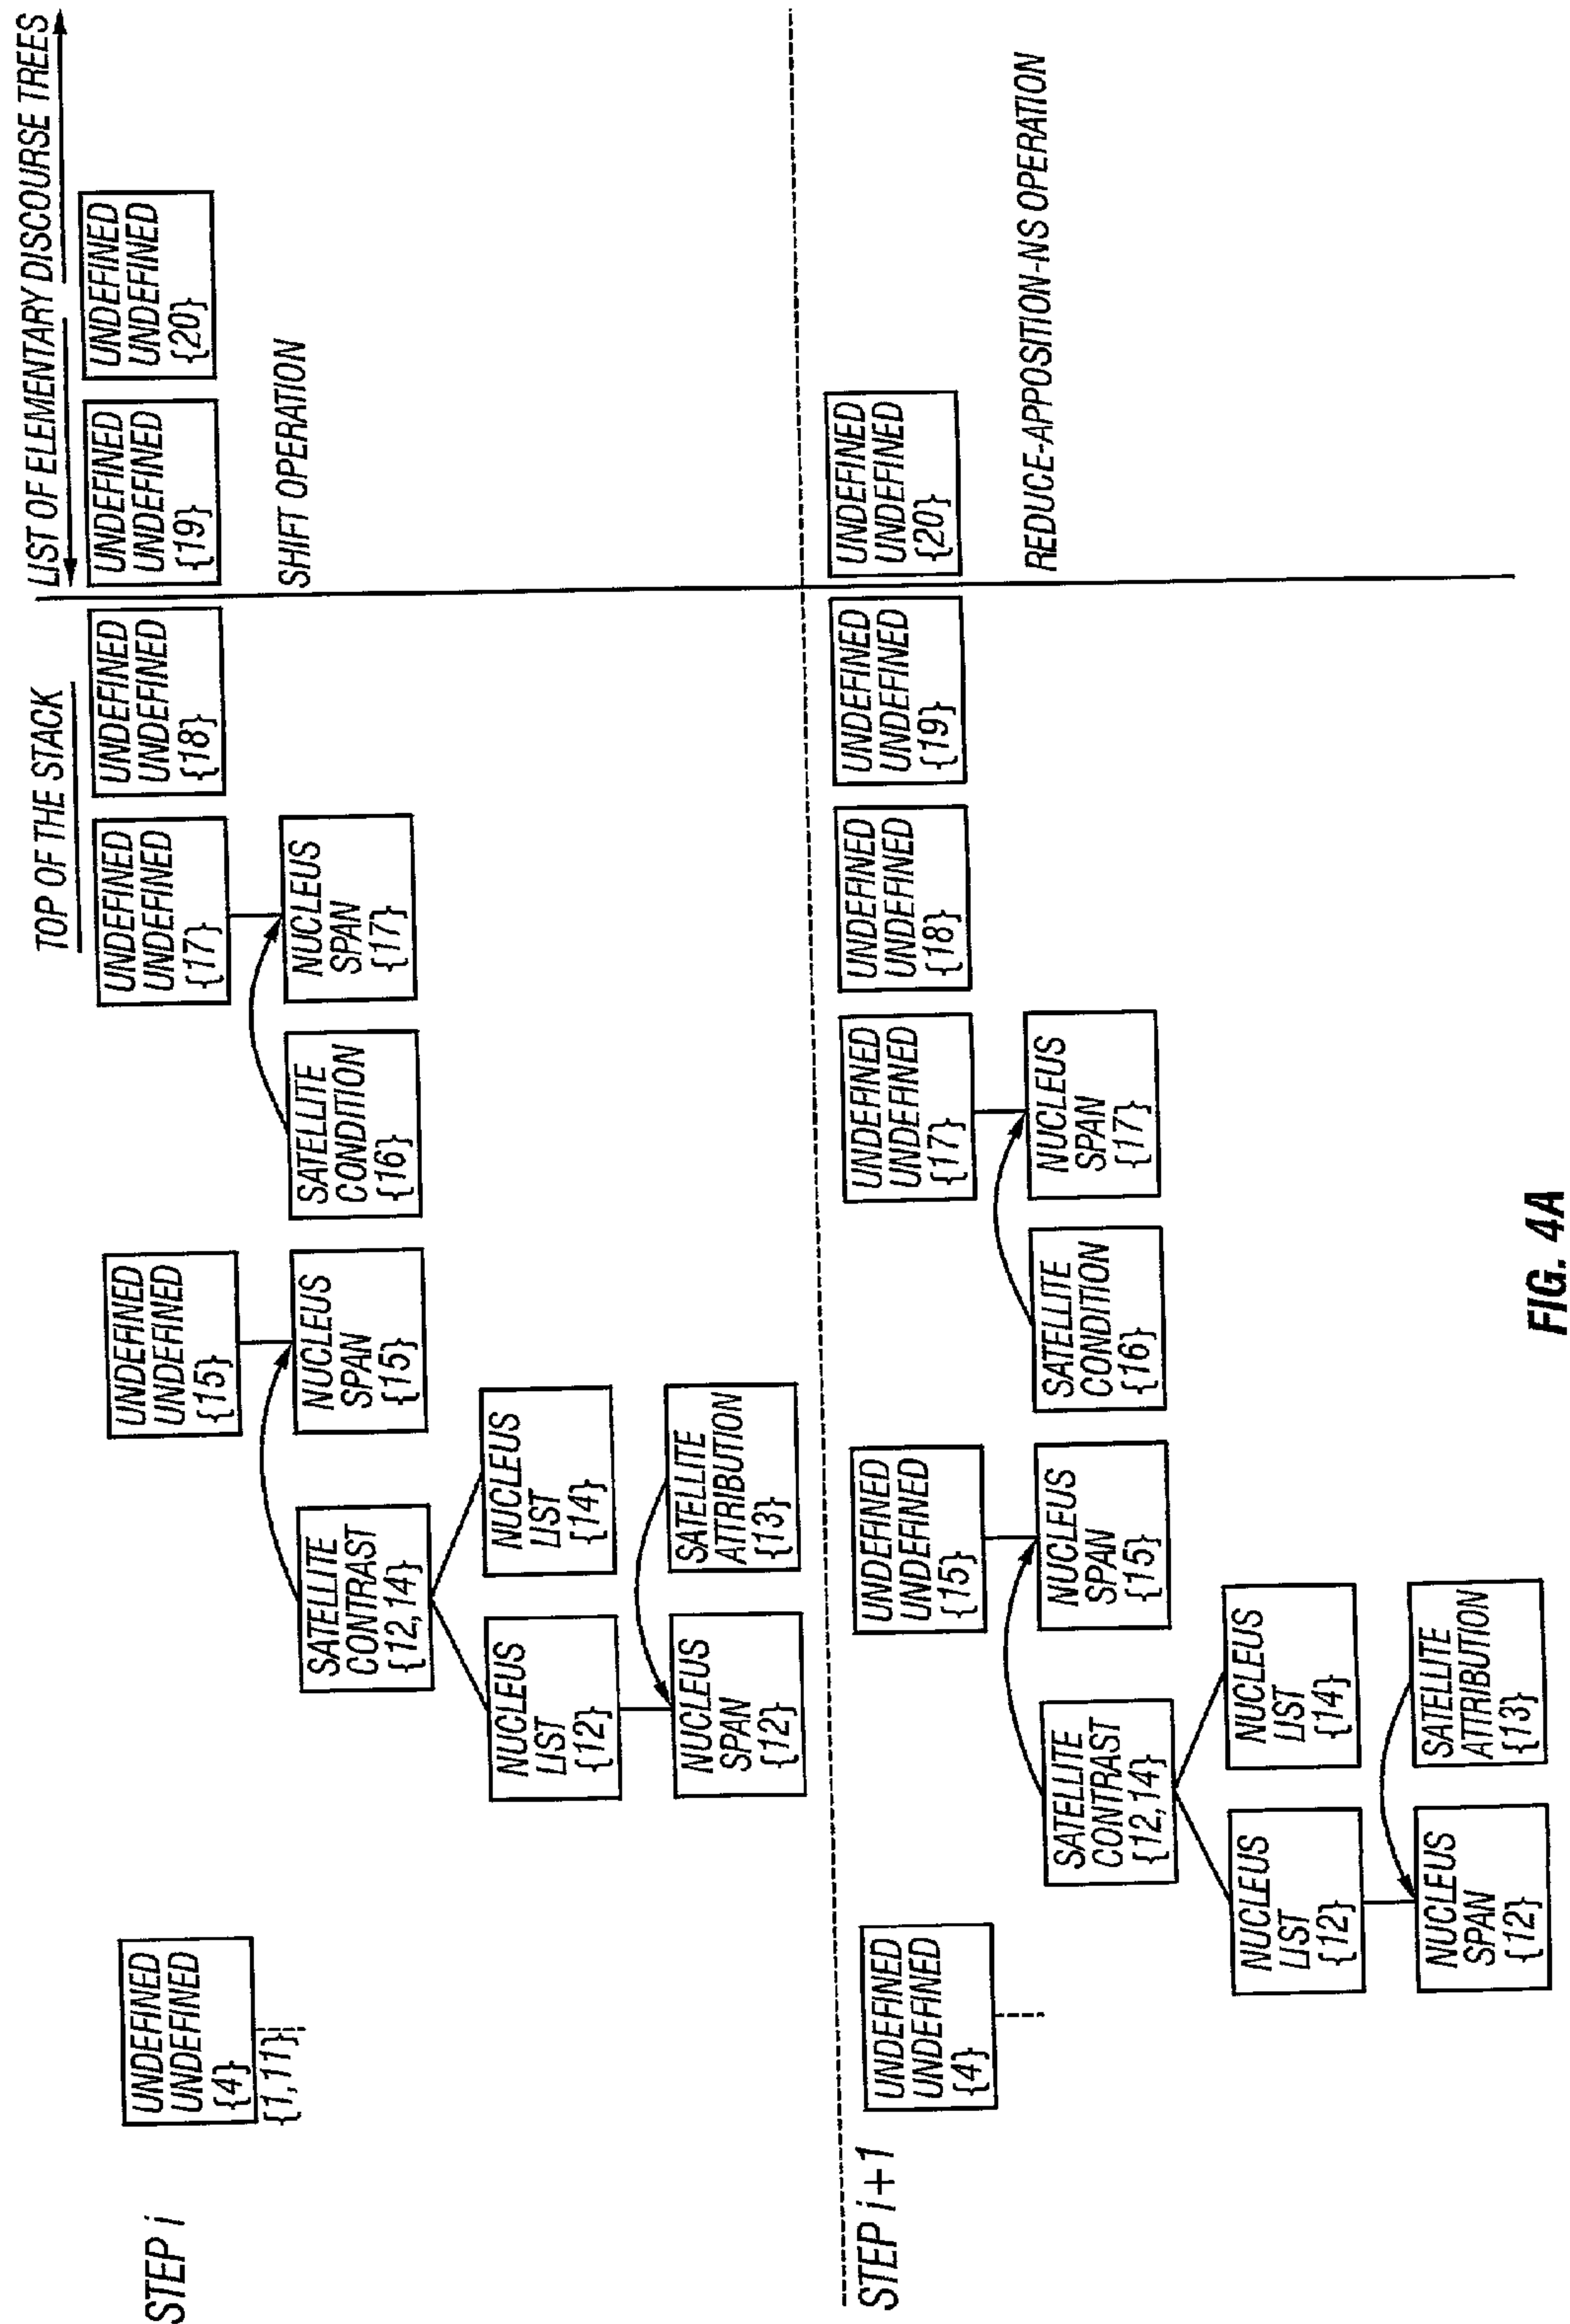 LIST OF ELEMENTARY DISCOURSE TREES
TOP OF THE STACK
STEP i
UNDEFINED
UNDEFINED
{4}
{1,11}
UNDEFINED
UNDEFINED
{15}
UNDEFINED
UNDEFINED
{17}
UNDEFINED
UNDEFINED
{18}
UNDEFINED
UNDEFINED
{19}
UNDEFINED
UNDEFINED
{20}
SATELLITE
CONTRAST
{12,14}
NUCLEUS
SPAN
{15}
SATELLITE
CONDITION
{16}
NUCLEUS
SPAN
{17}
SHIFT OPERATION
NUCLEUS
LIST
{12}
NUCLEUS
LIST
{14}
NUCLEUS
SPAN
{12}
SATELLITE
ATTRIBUTION
{13}
STEP i+1
UNDEFINED
UNDEFINED
{4}
UNDEFINED
UNDEFINED
{15}
UNDEFINED
UNDEFINED
{17}
UNDEFINED
UNDEFINED
{18}
UNDEFINED
UNDEFINED
{19}
UNDEFINED
UNDEFINED
{20}
SATELLITE
CONTRAST
{12,14}
NUCLEUS
SPAN
{15}
SATELLITE
CONDITION
{16}
NUCLEUS
SPAN
{17}
REDUCE-APPOSITION-NS OPERATION
NUCLEUS
LIST
{12}
NUCLEUS
LIST
{14}
NUCLEUS
SPAN
{12}
SATELLITE
ATTRIBUTION
{13}
FIG. 4A